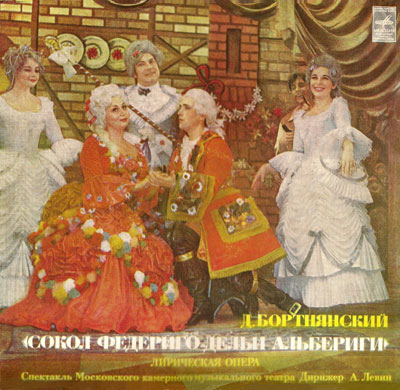 Д. БОРТНЯНСКИЙ
«СОКОЛ ФЕДЕРИГО ДЕЛЬИ АЛЬБЕРИГИ»
ЛИРИЧЕСКАЯ ОПЕРА
Спектакль Московского камерного музыкального театра Дирижер А. Левин